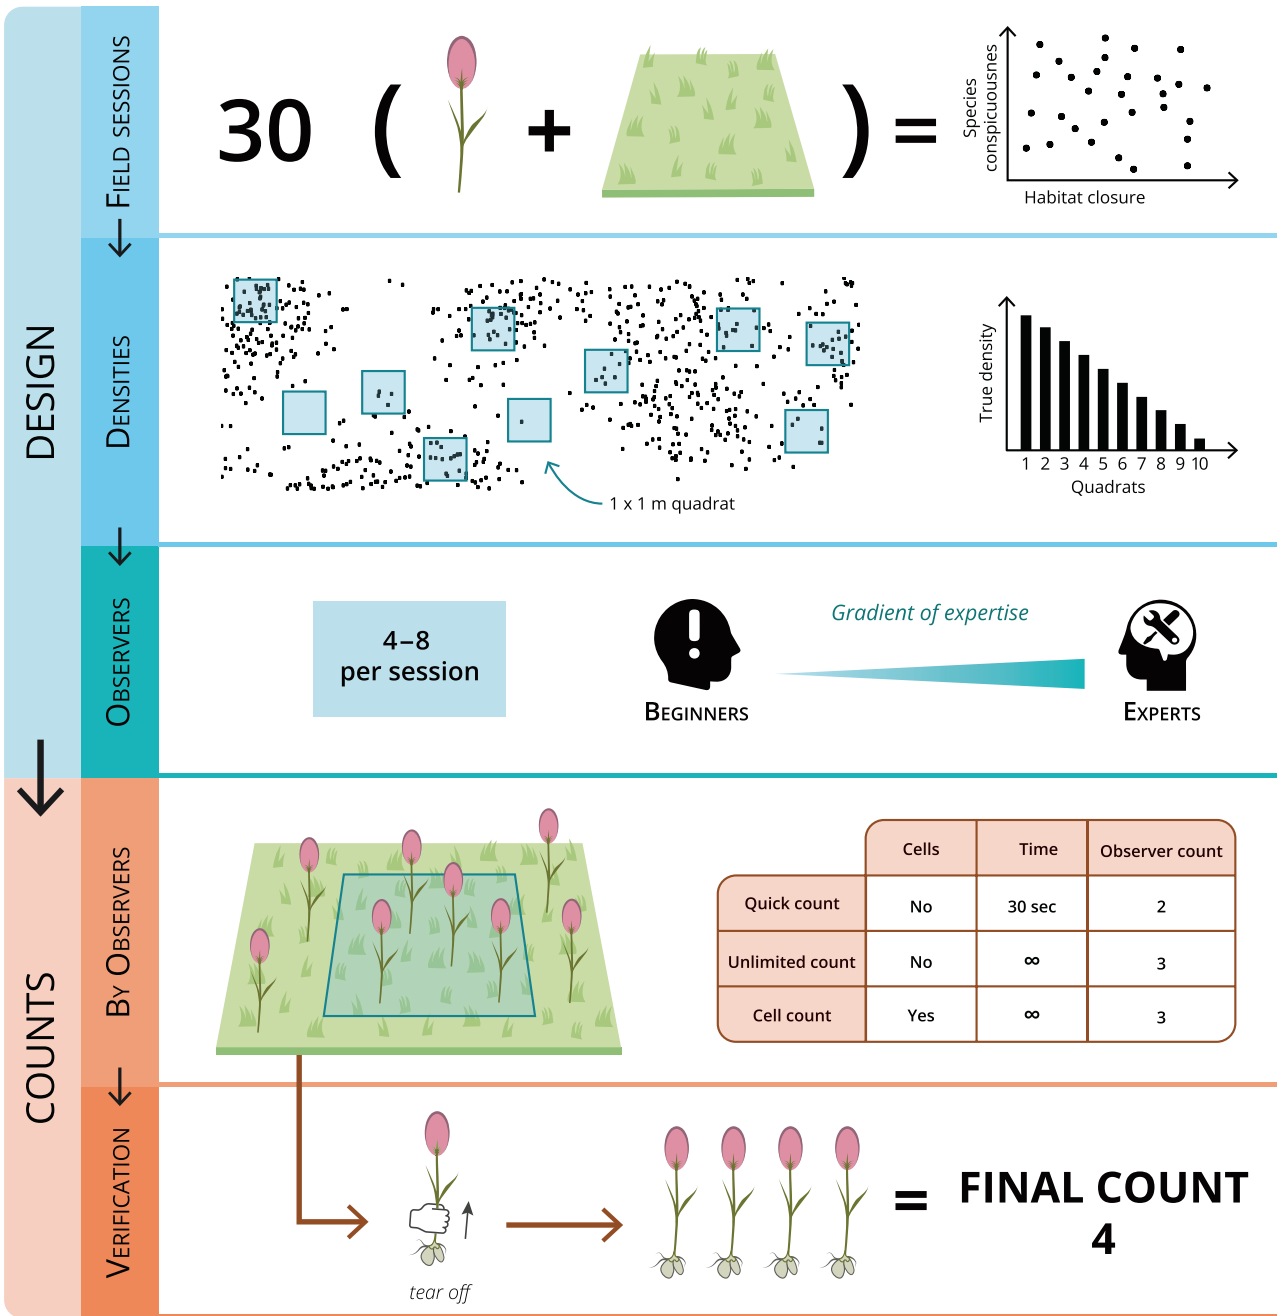 DESIGN
FIELD SESSIONS
30 ( + ) =
Species
conspicuousnes
Habitat closure
DENSITIES
1 x 1 m quadrat
True density
1 2 3 4 5 6 7 8 9 10
Quadrats
OBSERVERS
4–8
per session
Gradient of expertise
BEGINNERS
EXPERTS
COUNTS
BY OBSERVERS
Cells Time Observer count
Quick count No 30 sec 2
Unlimited count No ∞ 3
Cell count Yes ∞ 3
VERIFICATION
tear off
= FINAL COUNT
4